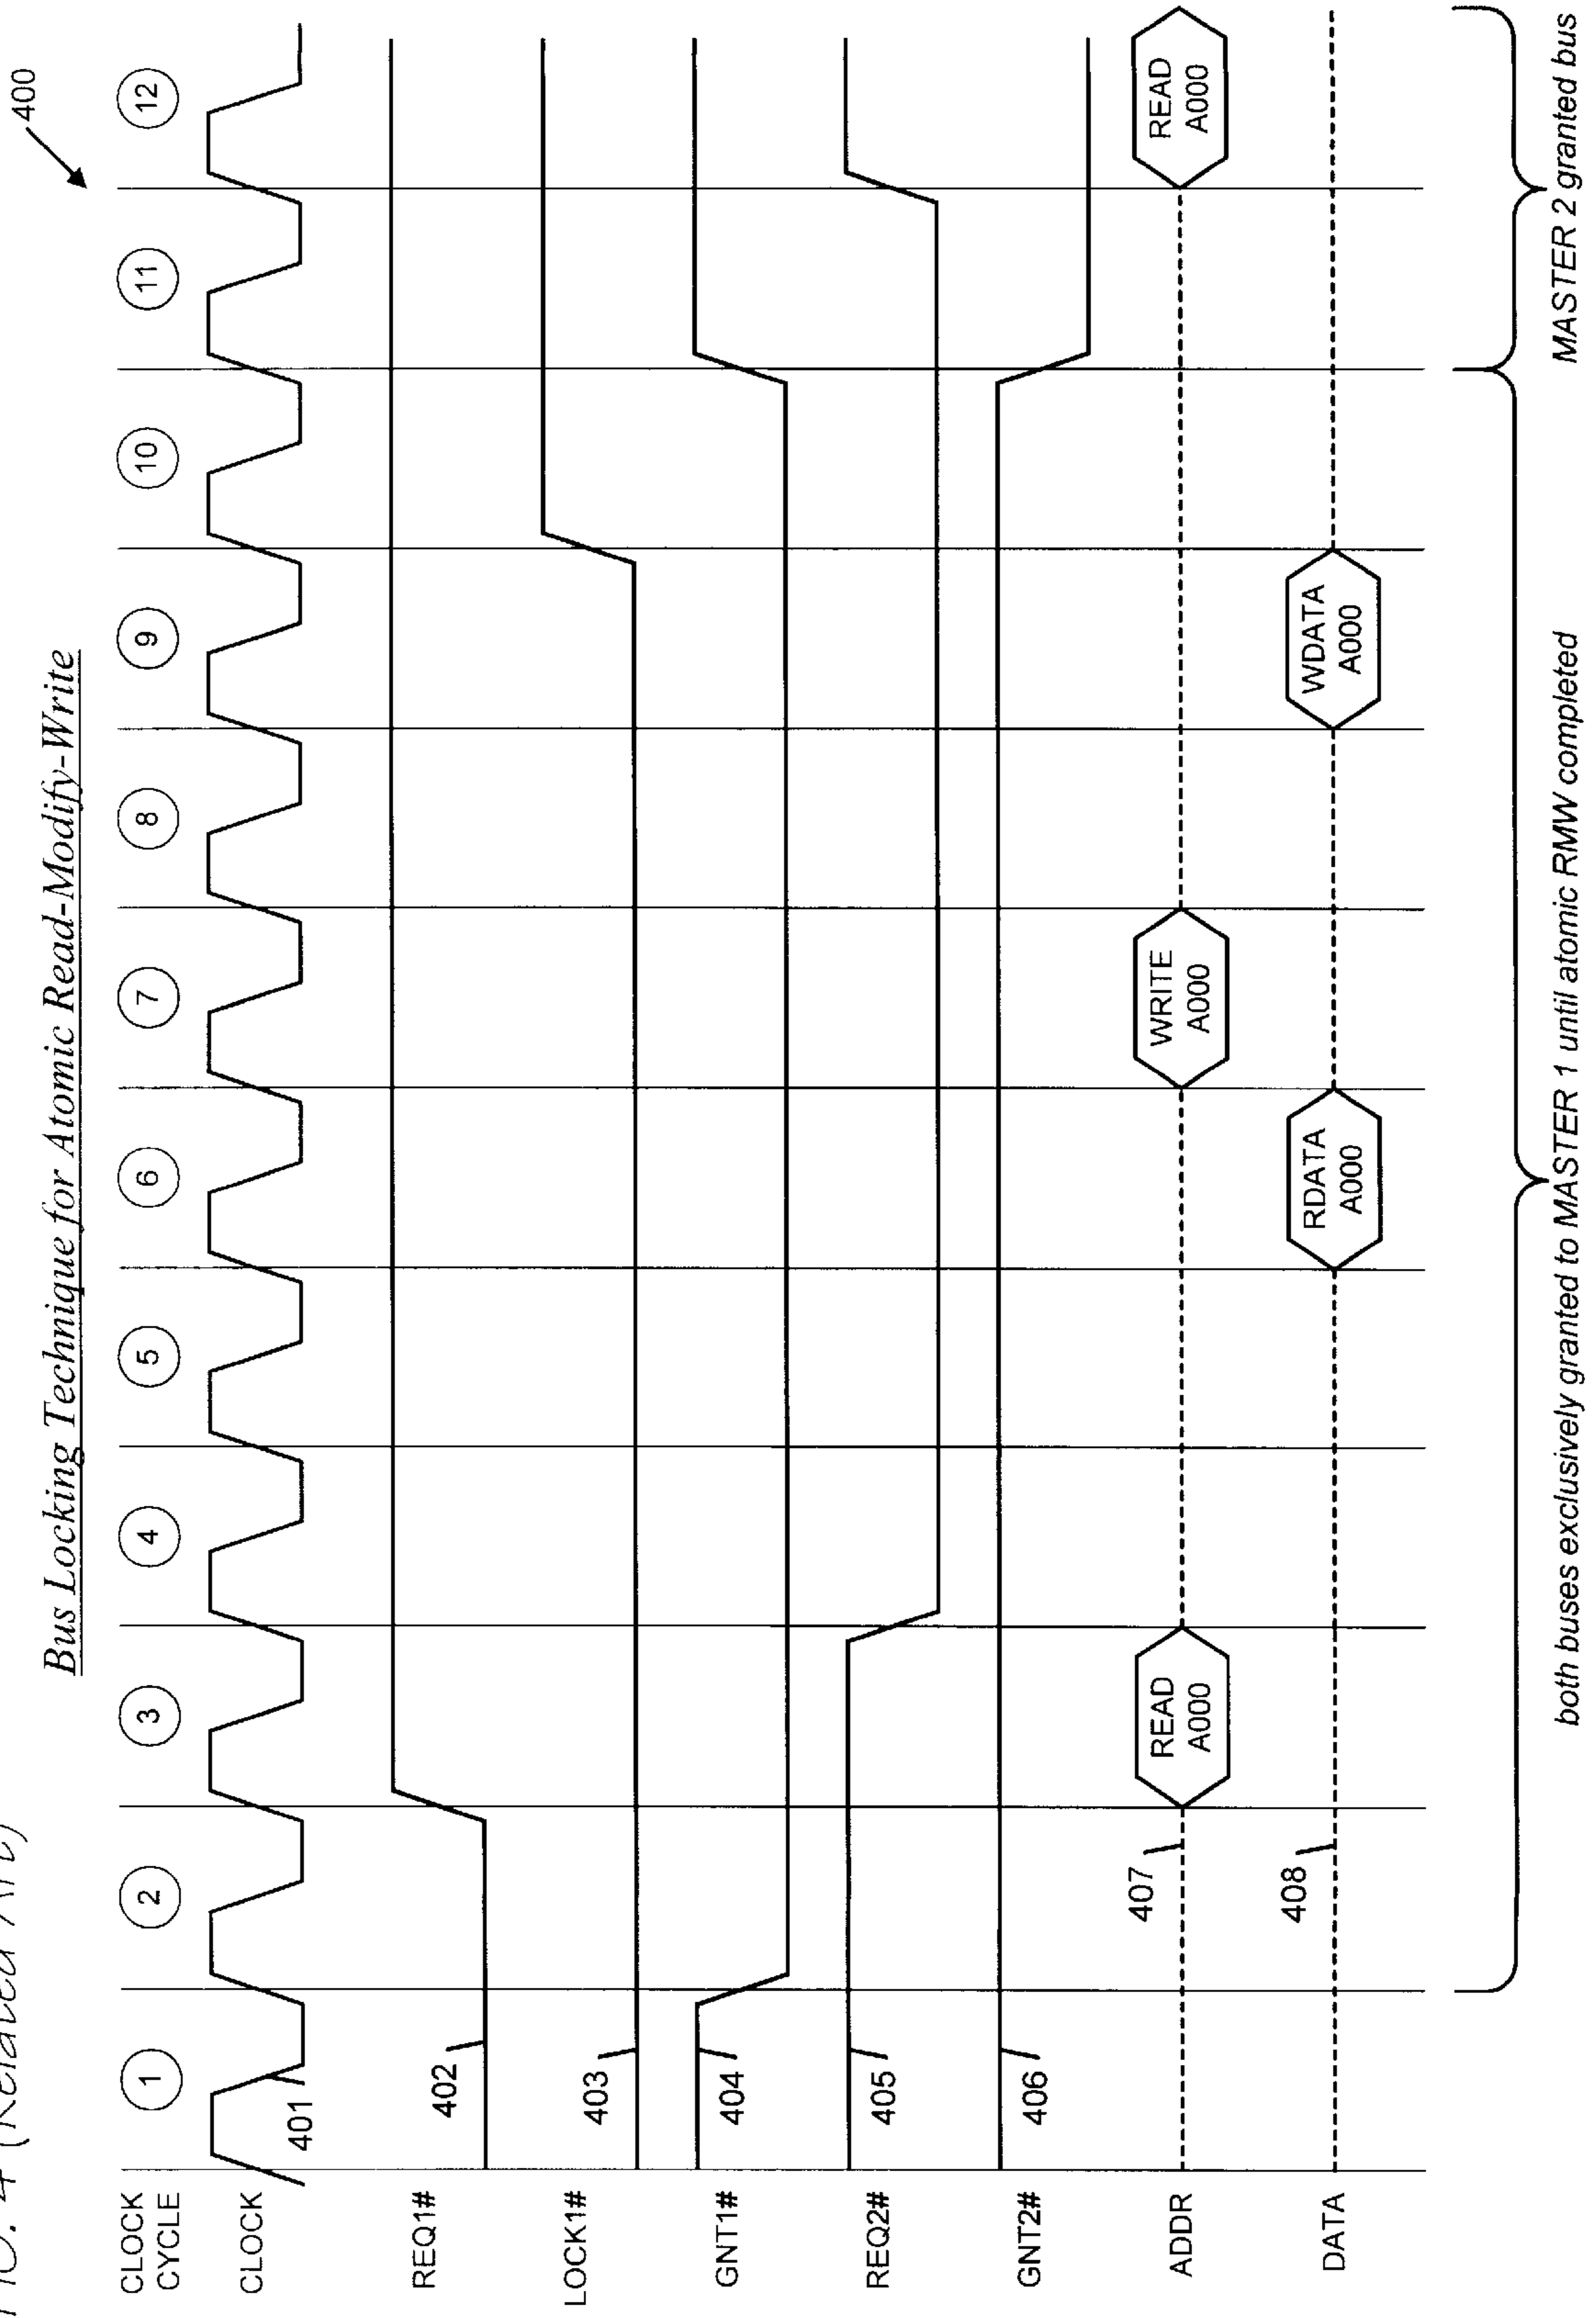 (Related Art)
Bus Locking Technique for Atomic Read-Modify-Write
400
CLOCK
CYCLE
1 2 3 4 5 6 7 8 9 10 11 12
CLOCK
401
REQ1#
402
LOCK1#
403
GNT1#
404
REQ2#
405
GNT2#
406
ADDR
407
READ
A000
WRITE
A000
READ
A000
DATA
408
RDATA
A000
WDATA
A000
both buses exclusively granted to MASTER 1 until atomic RMW completed
MASTER 2 granted bus